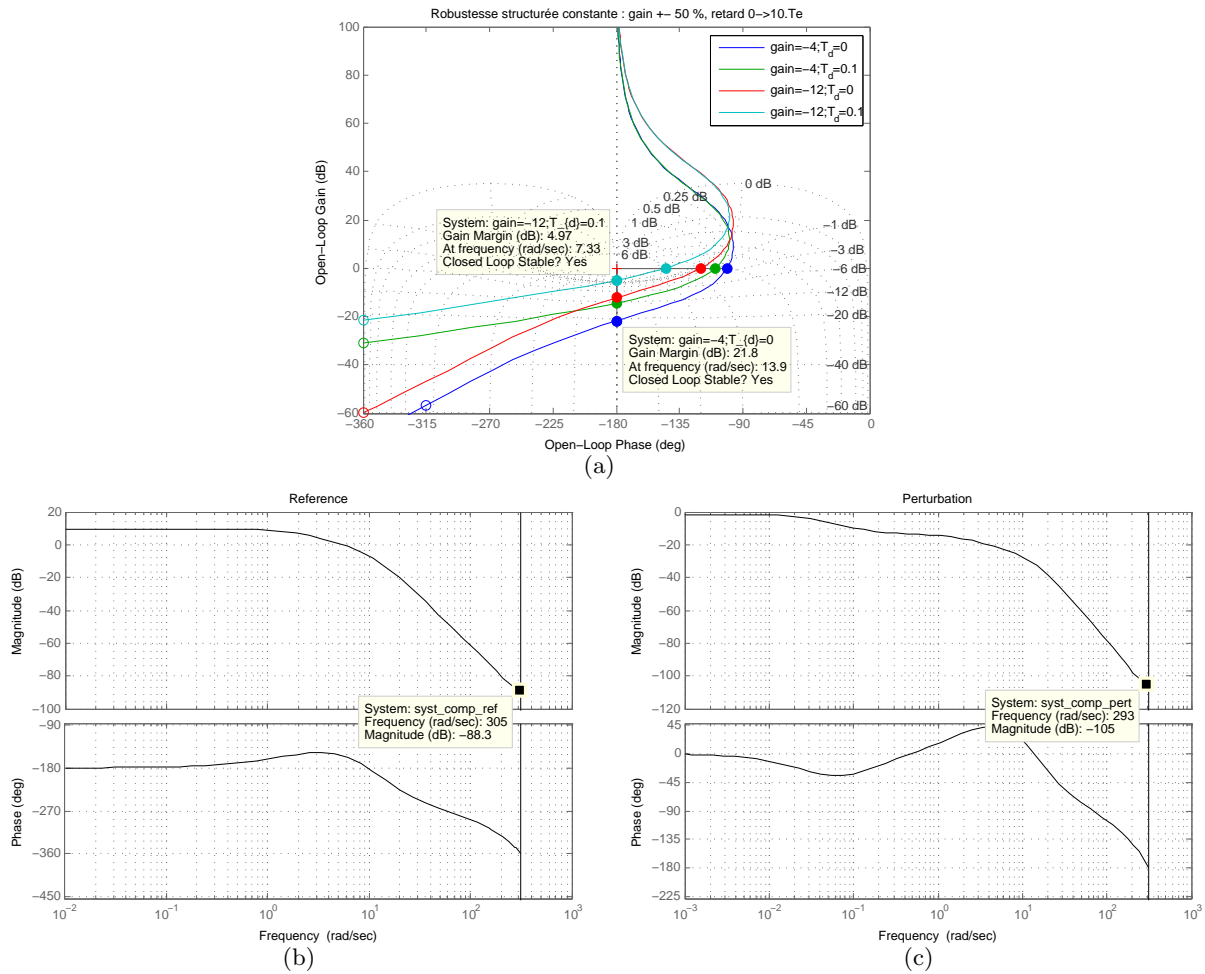 Robustesse structurée constante : gain +− 50 %, retard 0−>10.Te
100
80
60
40
20
0
−20
−40
−60
Open−Loop Gain (dB)
gain=−4;T_d=0
gain=−4;T_d=0.1
gain=−12;T_d=0
gain=−12;T_d=0.1
0 dB
0.25 dB
0.5 dB
1 dB
3 dB
6 dB
−1 dB
−3 dB
−6 dB
−12 dB
−20 dB
−40 dB
−60 dB
System: gain=−12;T_{d}=0.1
Gain Margin (dB): 4.97
At frequency (rad/sec): 7.33
Closed Loop Stable? Yes
System: gain=−4;T_{d}=0
Gain Margin (dB): 21.8
At frequency (rad/sec): 13.9
Closed Loop Stable? Yes
−360 −315 −270 −225 −180 −135 −90 −45 0
Open−Loop Phase (deg)
(a)
Reference
20
0
−20
−40
−60
−80
−100
Magnitude (dB)
System: syst_comp_ref
Frequency (rad/sec): 305
Magnitude (dB): −88.3
−90
−180
−270
−360
−450
Phase (deg)
10^−2 10^−1 10^0 10^1 10^2 10^3
Frequency (rad/sec)
(b)
Perturbation
0
−20
−40
−60
−80
−100
−120
Magnitude (dB)
System: syst_comp_pert
Frequency (rad/sec): 293
Magnitude (dB): −105
45
0
−45
−90
−135
−180
−225
Phase (deg)
10^−3 10^−2 10^−1 10^0 10^1 10^2 10^3
Frequency (rad/sec)
(c)